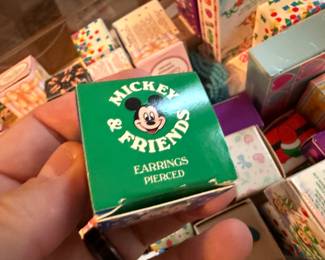 MICKEY
& FRIENDS
EARRINGS
PIERCED